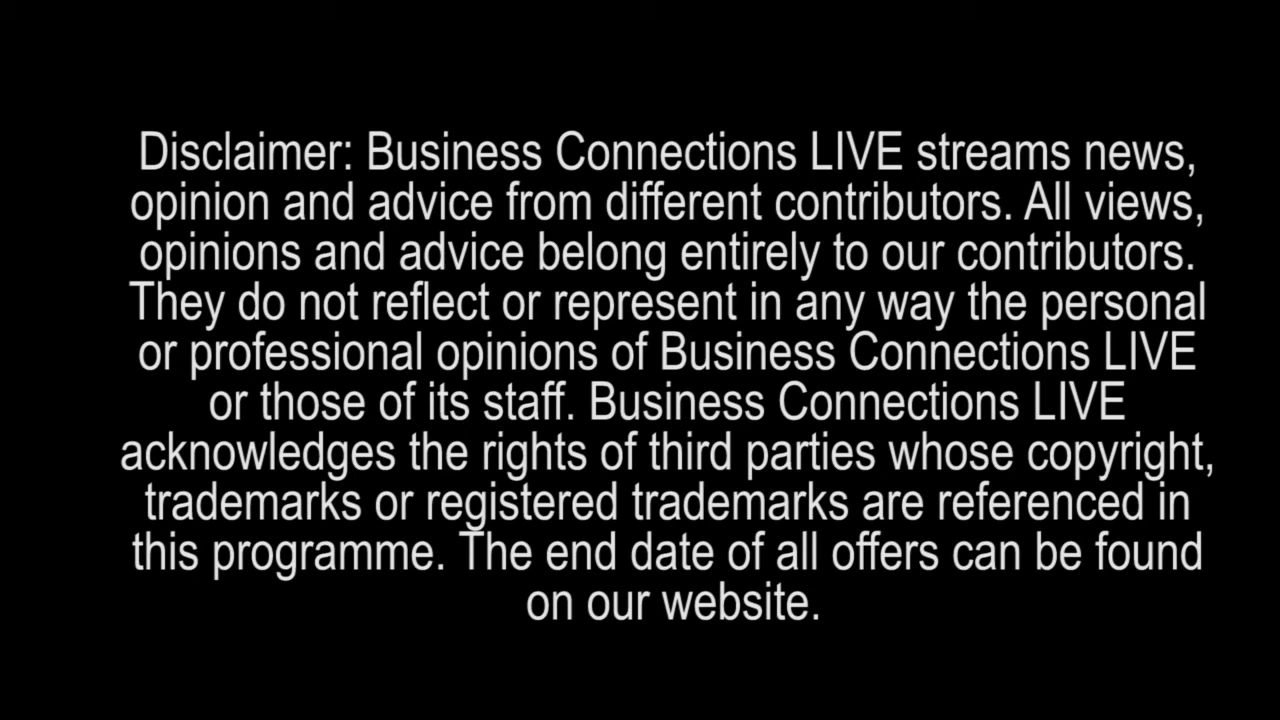 Disclaimer: Business Connections LIVE streams news,
opinion and advice from different contributors. All views,
opinions and advice belong entirely to our contributors.
They do not reflect or represent in any way the personal
or professional opinions of Business Connections LIVE
or those of its staff. Business Connections LIVE
acknowledges the rights of third parties whose copyright,
trademarks or registered trademarks are referenced in
this programme. The end date of all offers can be found
on our website.